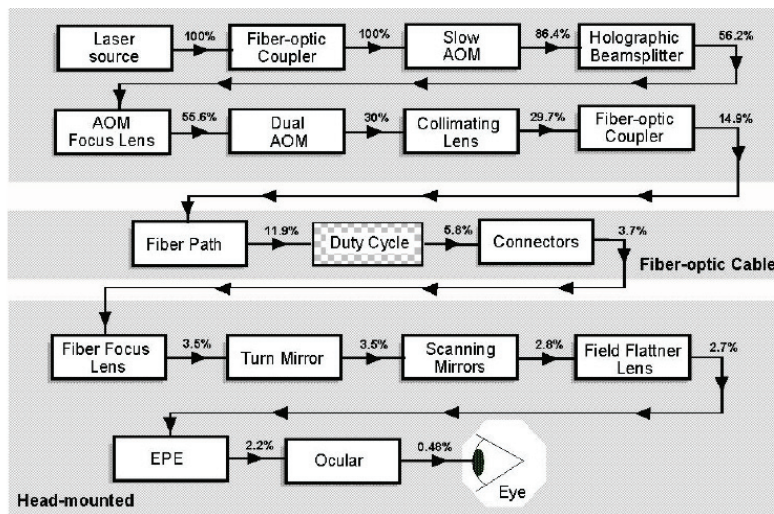 Laser
source
100%
Fiber-optic
Coupler
100%
Slow
AOM
86.4%
Holographic
Beamsplitter
56.2%
AOM
Focus Lens
55.6%
Dual
AOM
30%
Collimating
Lens
29.7%
Fiber-optic
Coupler
14.9%
Fiber Path
11.9%
Duty Cycle
5.8%
Connectors
3.7%
Fiber-optic Cable
Fiber Focus
Lens
3.5%
Turn Mirror
3.5%
Scanning
Mirrors
2.8%
Field Flattner
Lens
2.7%
EPE
2.2%
Ocular
0.48%
Eye
Head-mounted